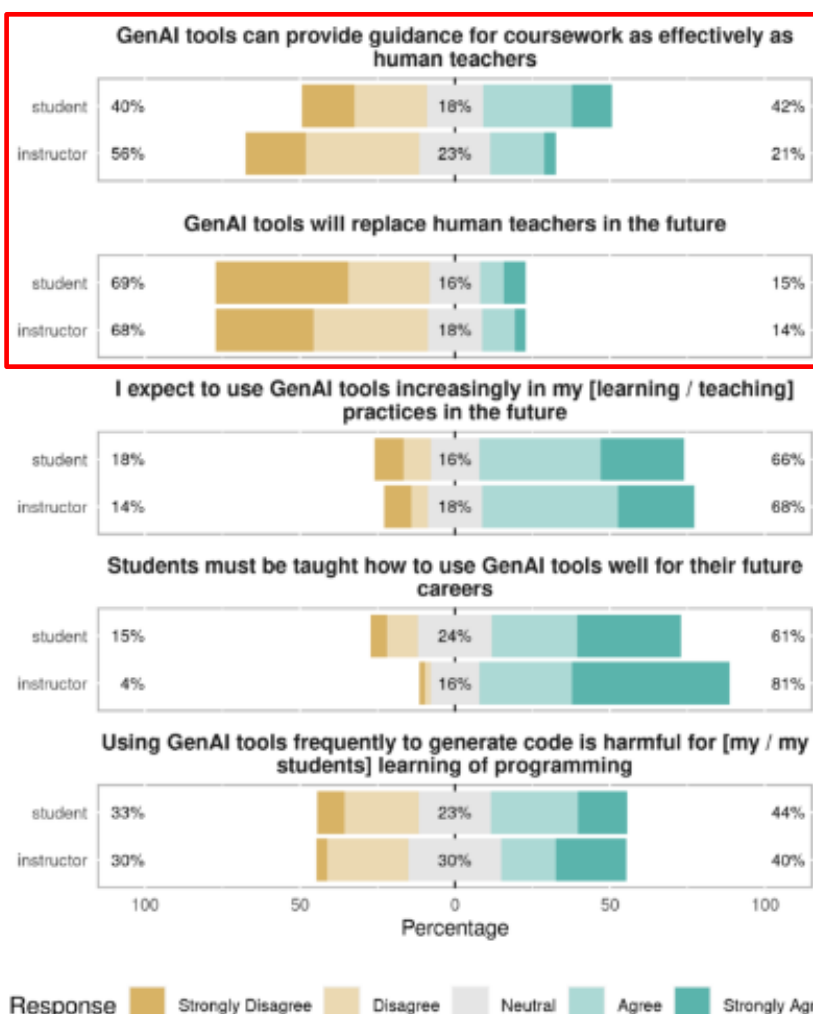 GenAI tools can provide guidance for coursework as effectively as
human teachers
student 40% 18% 42%
instructor 56% 23% 21%
GenAI tools will replace human teachers in the future
student 69% 16% 15%
instructor 68% 18% 14%
I expect to use GenAI tools increasingly in my [learning / teaching]
practices in the future
student 18% 16% 66%
instructor 14% 18% 68%
Students must be taught how to use GenAI tools well for their future
careers
student 15% 24% 61%
instructor 4% 16% 81%
Using GenAI tools frequently to generate code is harmful for [my / my
students] learning of programming
student 33% 23% 44%
instructor 30% 30% 40%
100 50 0 50 100
Percentage
Response Strongly Disagree Disagree Neutral Agree Strongly